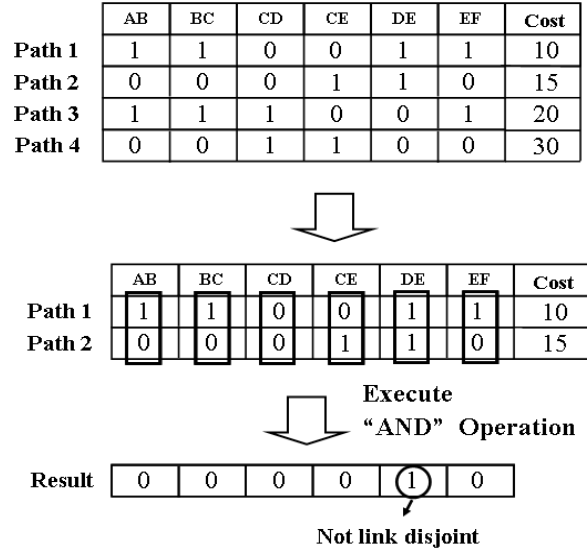 AB BC CD CE DE EF Cost
Path 1 1 1 0 0 1 1 10
Path 2 0 0 0 1 1 0 15
Path 3 1 1 1 0 0 1 20
Path 4 0 0 1 1 0 0 30
AB BC CD CE DE EF Cost
Path 1 1 1 0 0 1 1 10
Path 2 0 0 0 1 1 0 15
Execute
“AND” Operation
Result 0 0 0 0 1 0
Not link disjoint